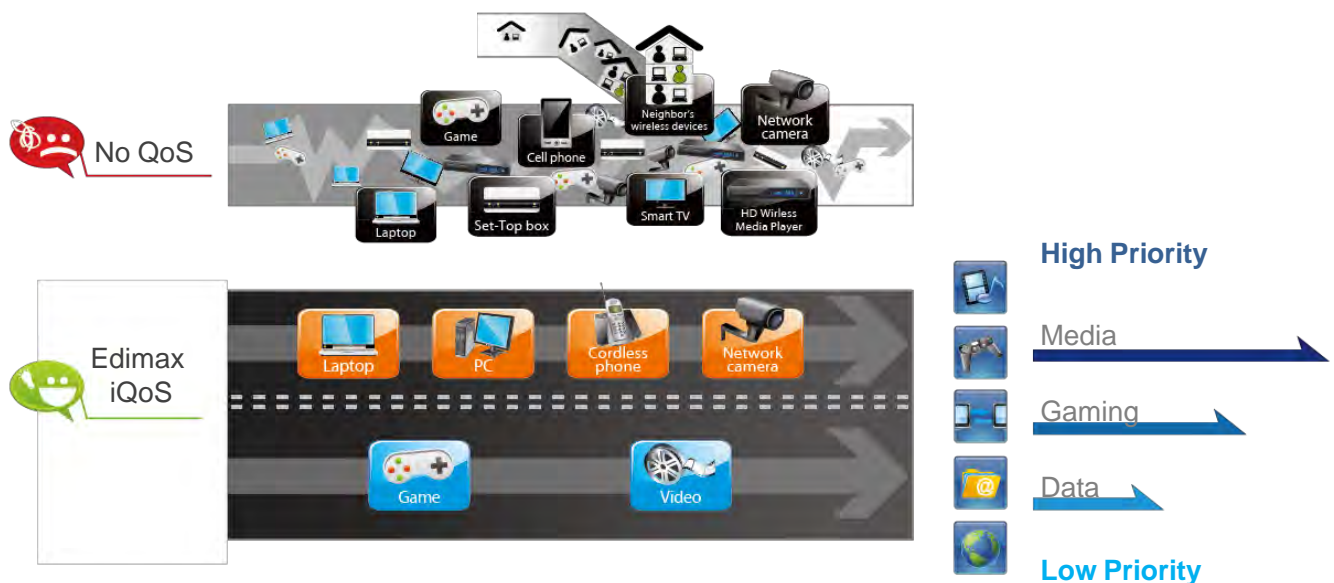 No QoS
Game
Cell phone
Neighbor's
wireless devices
Network
camera
Laptop
Set-Top box
Smart TV
HD Wirless
Media Player
Edimax
iQoS
Laptop
PC
Cordless
phone
Network
camera
Game
Video
High Priority
Media
Gaming
@
Data
Low Priority